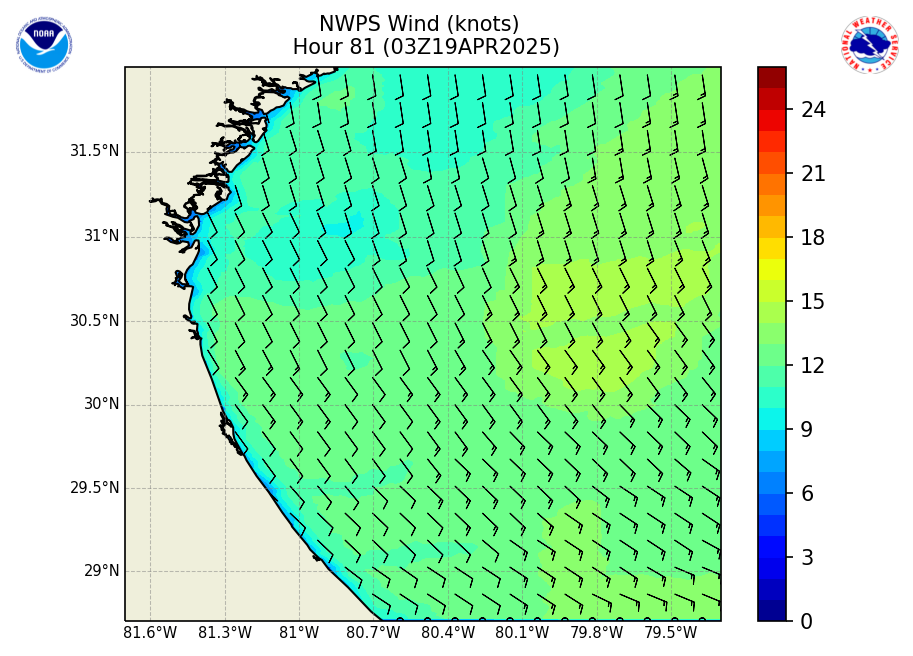 NWPS Wind (knots)
Hour 81 (03Z19APR2025)
NOAA
NATIONAL WEATHER SERVICE
31.5°N
31°N
30.5°N
30°N
29.5°N
29°N
81.6°W 81.3°W 81°W 80.7°W 80.4°W 80.1°W 79.8°W 79.5°W
24
21
18
15
12
9
6
3
0